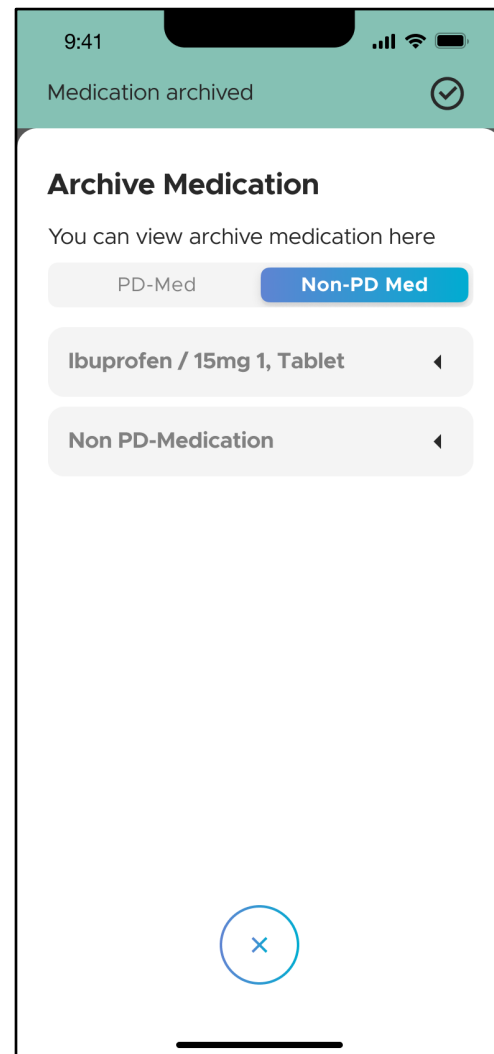 9:41
Medication archived
Archive Medication
You can view archive medication here
PD-Med Non-PD Med
Ibuprofen / 15mg 1, Tablet
Non PD-Medication